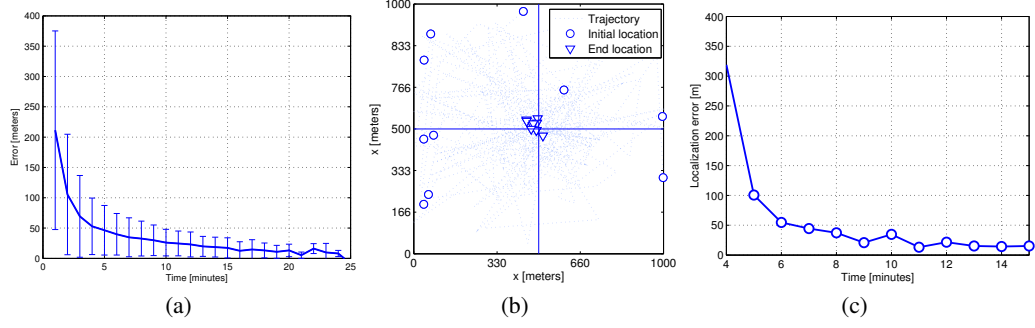 400
350
300
250
200
150
100
50
0
Error [meters]
0 5 10 15 20 25
Time [minutes]
(a)
1000
833
666
500
333
166
0
x [meters]
Trajectory
Initial location
End location
0 330 660 1000
x [meters]
(b)
400
350
300
250
200
150
100
50
0
Localization error [m]
4 6 8 10 12 14
Time [minutes]
(c)